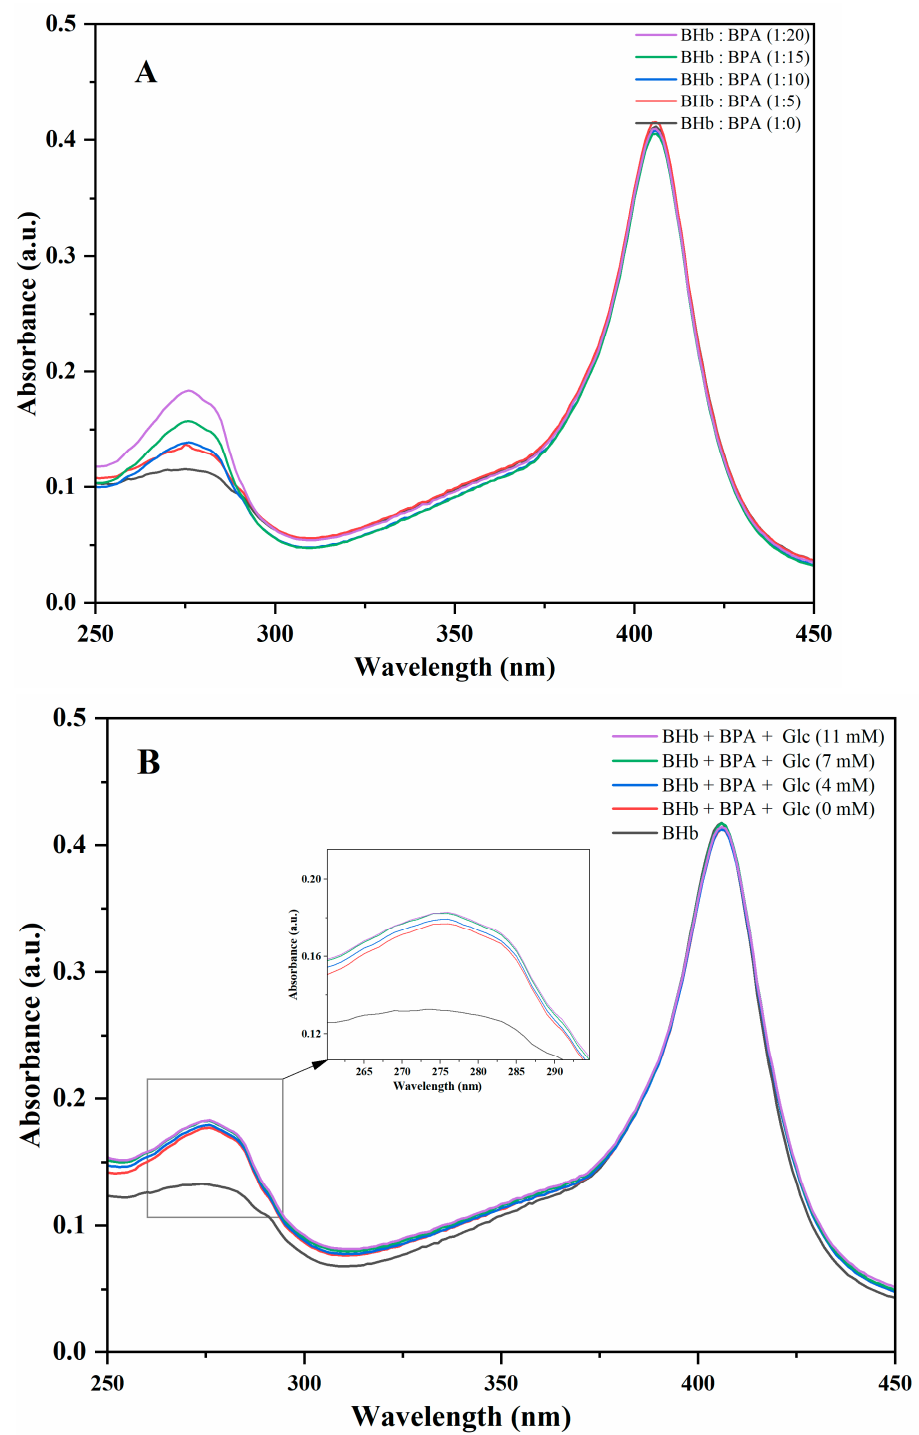 0.5
0.4
0.3
0.2
0.1
0.0
Absorbance (a.u.)
A
BHb : BPA (1:20)
BHb : BPA (1:15)
BHb : BPA (1:10)
BIIb : BPA (1:5)
BHb : BPA (1:0)
250 300 350 400 450
Wavelength (nm)
0.5
0.4
0.3
0.2
0.1
0.0
Absorbance (a.u.)
B
BHb + BPA + Glc (11 mM)
BHb + BPA + Glc (7 mM)
BHb + BPA + Glc (4 mM)
BHb + BPA + Glc (0 mM)
BHb
0.20
0.16
0.12
Absorbance (a.u.)
265 270 275 280 285 290
Wavelength (nm)
250 300 350 400 450
Wavelength (nm)